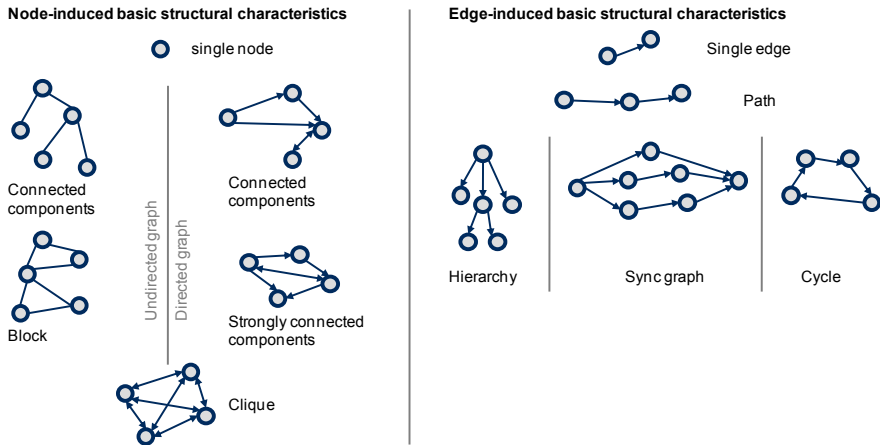 Node-induced basic structural characteristics
single node
Connected
components
Connected
components
Undirected graph
Directed graph
Block
Strongly connected
components
Clique
Edge-induced basic structural characteristics
Single edge
Path
Hierarchy
Sync graph
Cycle